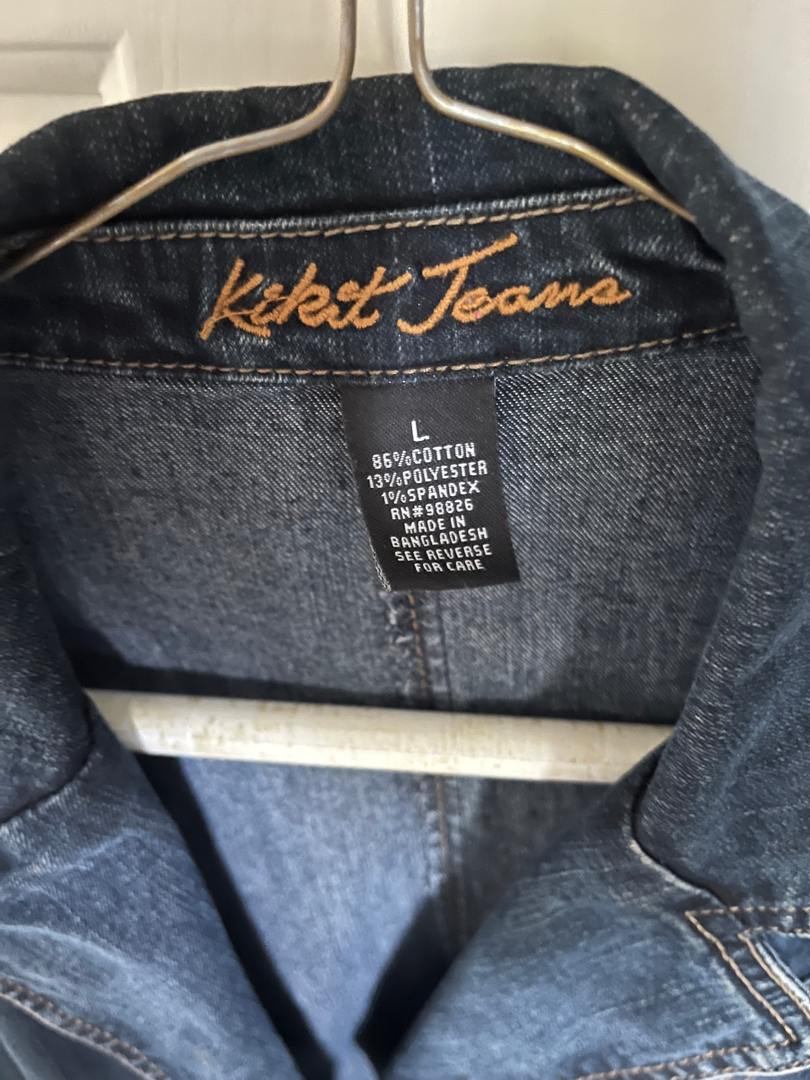 Kikit Jeans
L
86%COTTON
13%POLYESTER
1%SPANDEX
RN#98826
MADE IN
BANGLADESH
SEE REVERSE
FOR CARE